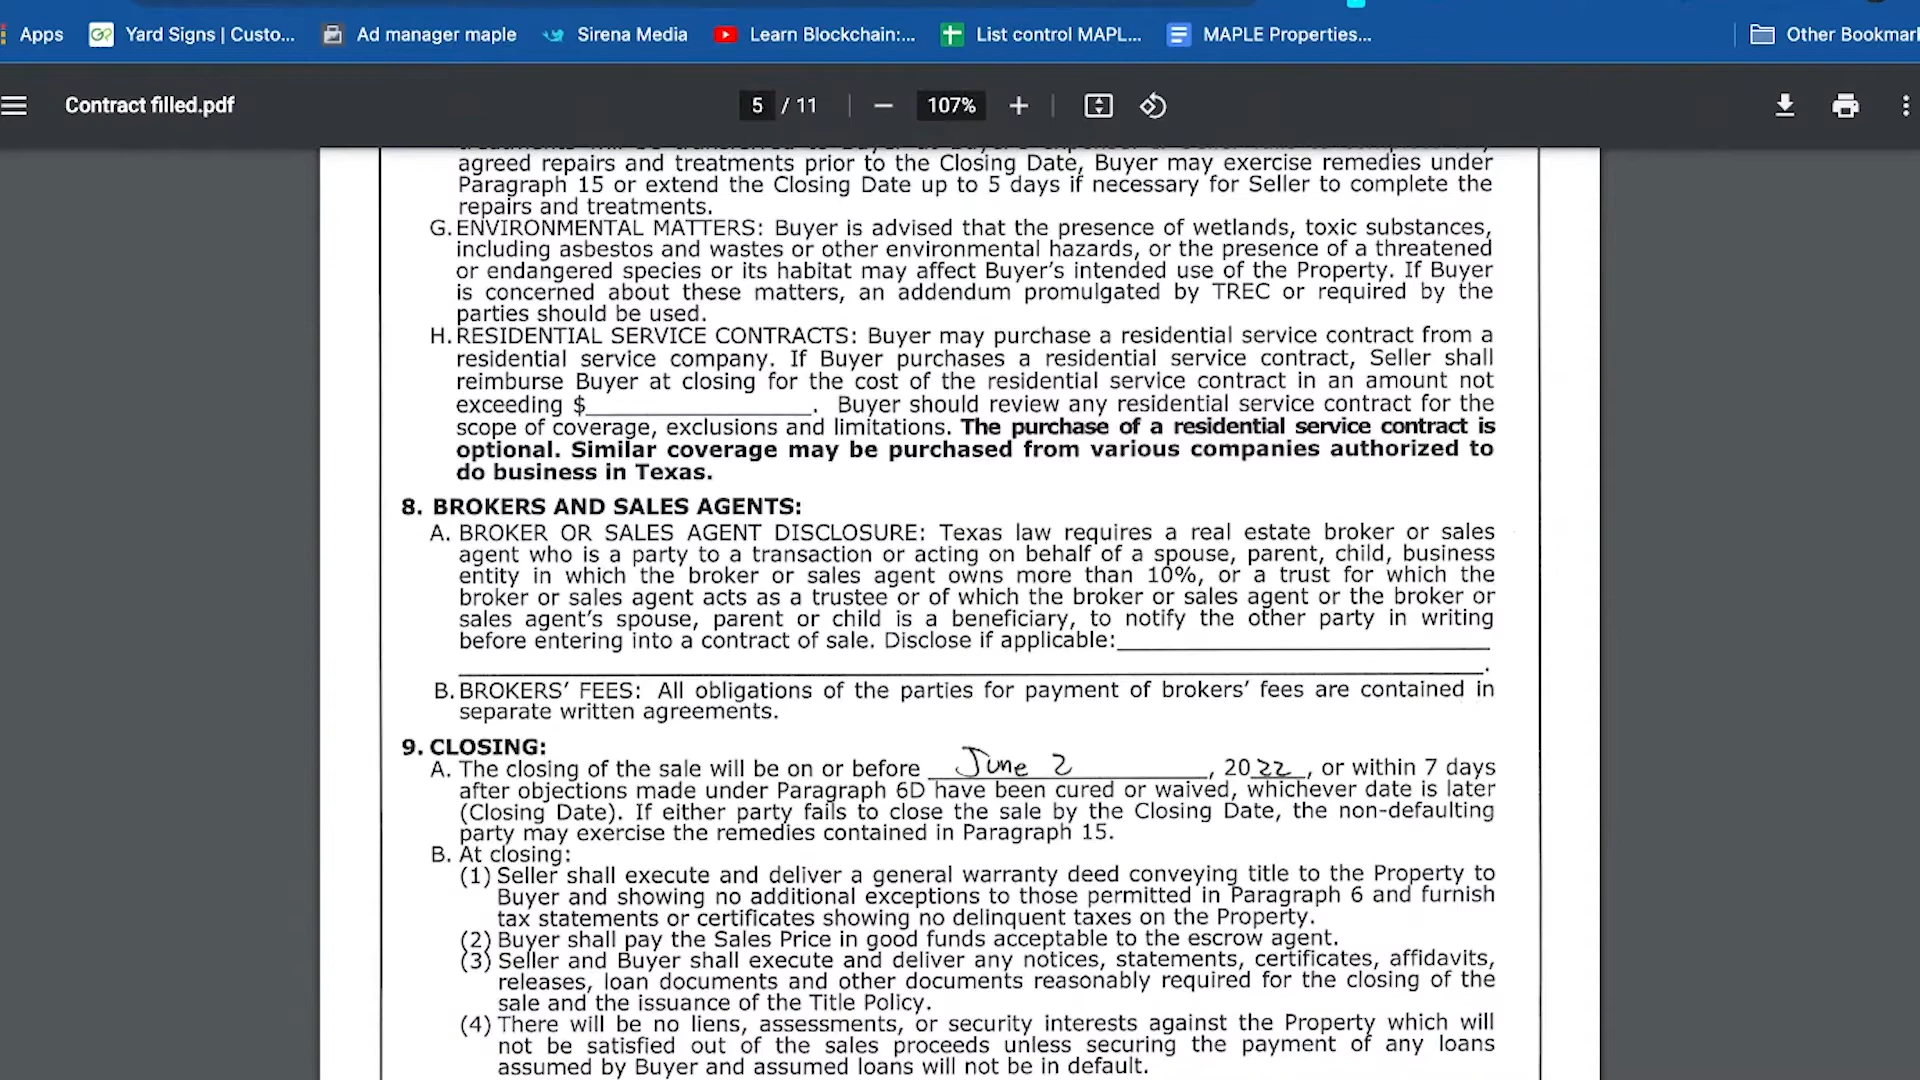 Apps Yard Signs | Custo... Ad manager maple Sirena Media Learn Blockchain:... List control MAPL... MAPLE Properties... Other Bookmar
Contract filled.pdf 5 / 11 107%
agreed repairs and treatments prior to the Closing Date, Buyer may exercise remedies under
Paragraph 15 or extend the Closing Date up to 5 days if necessary for Seller to complete the
repairs and treatments.
G. ENVIRONMENTAL MATTERS: Buyer is advised that the presence of wetlands, toxic substances,
including asbestos and wastes or other environmental hazards, or the presence of a threatened
or endangered species or its habitat may affect Buyer's intended use of the Property. If Buyer
is concerned about these matters, an addendum promulgated by TREC or required by the
parties should be used.
H. RESIDENTIAL SERVICE CONTRACTS: Buyer may purchase a residential service contract from a
residential service company. If Buyer purchases a residential service contract, Seller shall
reimburse Buyer at closing for the cost of the residential service contract in an amount not
exceeding $_________________. Buyer should review any residential service contract for the
scope of coverage, exclusions and limitations. The purchase of a residential service contract is
optional. Similar coverage may be purchased from various companies authorized to
do business in Texas.
8. BROKERS AND SALES AGENTS:
A. BROKER OR SALES AGENT DISCLOSURE: Texas law requires a real estate broker or sales
agent who is a party to a transaction or acting on behalf of a spouse, parent, child, business
entity in which the broker or sales agent owns more than 10%, or a trust for which the
broker or sales agent acts as a trustee or of which the broker or sales agent or the broker or
sales agent's spouse, parent or child is a beneficiary, to notify the other party in writing
before entering into a contract of sale. Disclose if applicable:____________________________
_____________________________________________________________________________.
B. BROKERS' FEES: All obligations of the parties for payment of brokers' fees are contained in
separate written agreements.
9. CLOSING:
A. The closing of the sale will be on or before June 2, 2022, or within 7 days
after objections made under Paragraph 6D have been cured or waived, whichever date is later
(Closing Date). If either party fails to close the sale by the Closing Date, the non-defaulting
party may exercise the remedies contained in Paragraph 15.
B. At closing:
(1) Seller shall execute and deliver a general warranty deed conveying title to the Property to
Buyer and showing no additional exceptions to those permitted in Paragraph 6 and furnish
tax statements or certificates showing no delinquent taxes on the Property.
(2) Buyer shall pay the Sales Price in good funds acceptable to the escrow agent.
(3) Seller and Buyer shall execute and deliver any notices, statements, certificates, affidavits,
releases, loan documents and other documents reasonably required for the closing of the
sale and the issuance of the Title Policy.
(4) There will be no liens, assessments, or security interests against the Property which will
not be satisfied out of the sales proceeds unless securing the payment of any loans
assumed by Buyer and assumed loans will not be in default.